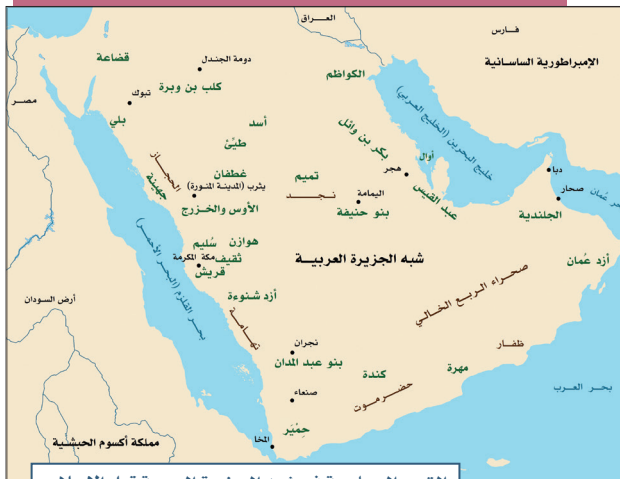 العراق
فارس
الإمبراطورية الساسانية
قضاعة
دومة الجندل
كلب بن وبرة
الكواظم
تبوك
مصر
بلي
أسد
طيّئ
بكر بن وائل
خليج البحرين (الخليج العربي)
أوال
هجر
دبا
صحار
بحر عُمان
الحجاز
جهينة
غطفان
يثرب (المدينة المنورة)
الأوس والخزرج
تميم
نجد
اليمامة
بنو حنيفة
عبد القيس
الجلندية
هوازن
سُليم
مكة المكرمة
ثقيف
قريش
شبه الجزيرة العربية
أزد عُمان
صحراء الربع الخالي
أرض السودان
بحر القلزم (البحر الأحمر)
أزد شنوءة
تهامة
نجران
بنو عبد المدان
ظفار
مهرة
كندة
حضرموت
بحر العرب
صنعاء
حِمْيَر
المخا
مملكة أكسوم الحبشية